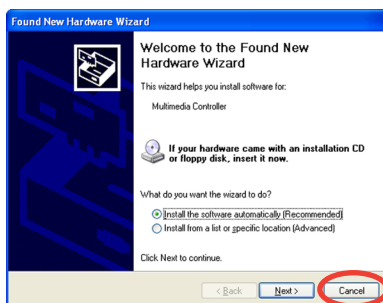 Found New Hardware Wizard
Welcome to the Found New
Hardware Wizard
This wizard helps you install software for:
Multimedia Controller
If your hardware came with an installation CD
or floppy disk, insert it now.
What do you want the wizard to do?
Install the software automatically (Recommended)
Install from a list or specific location (Advanced)
Click Next to continue.
< Back Next > Cancel